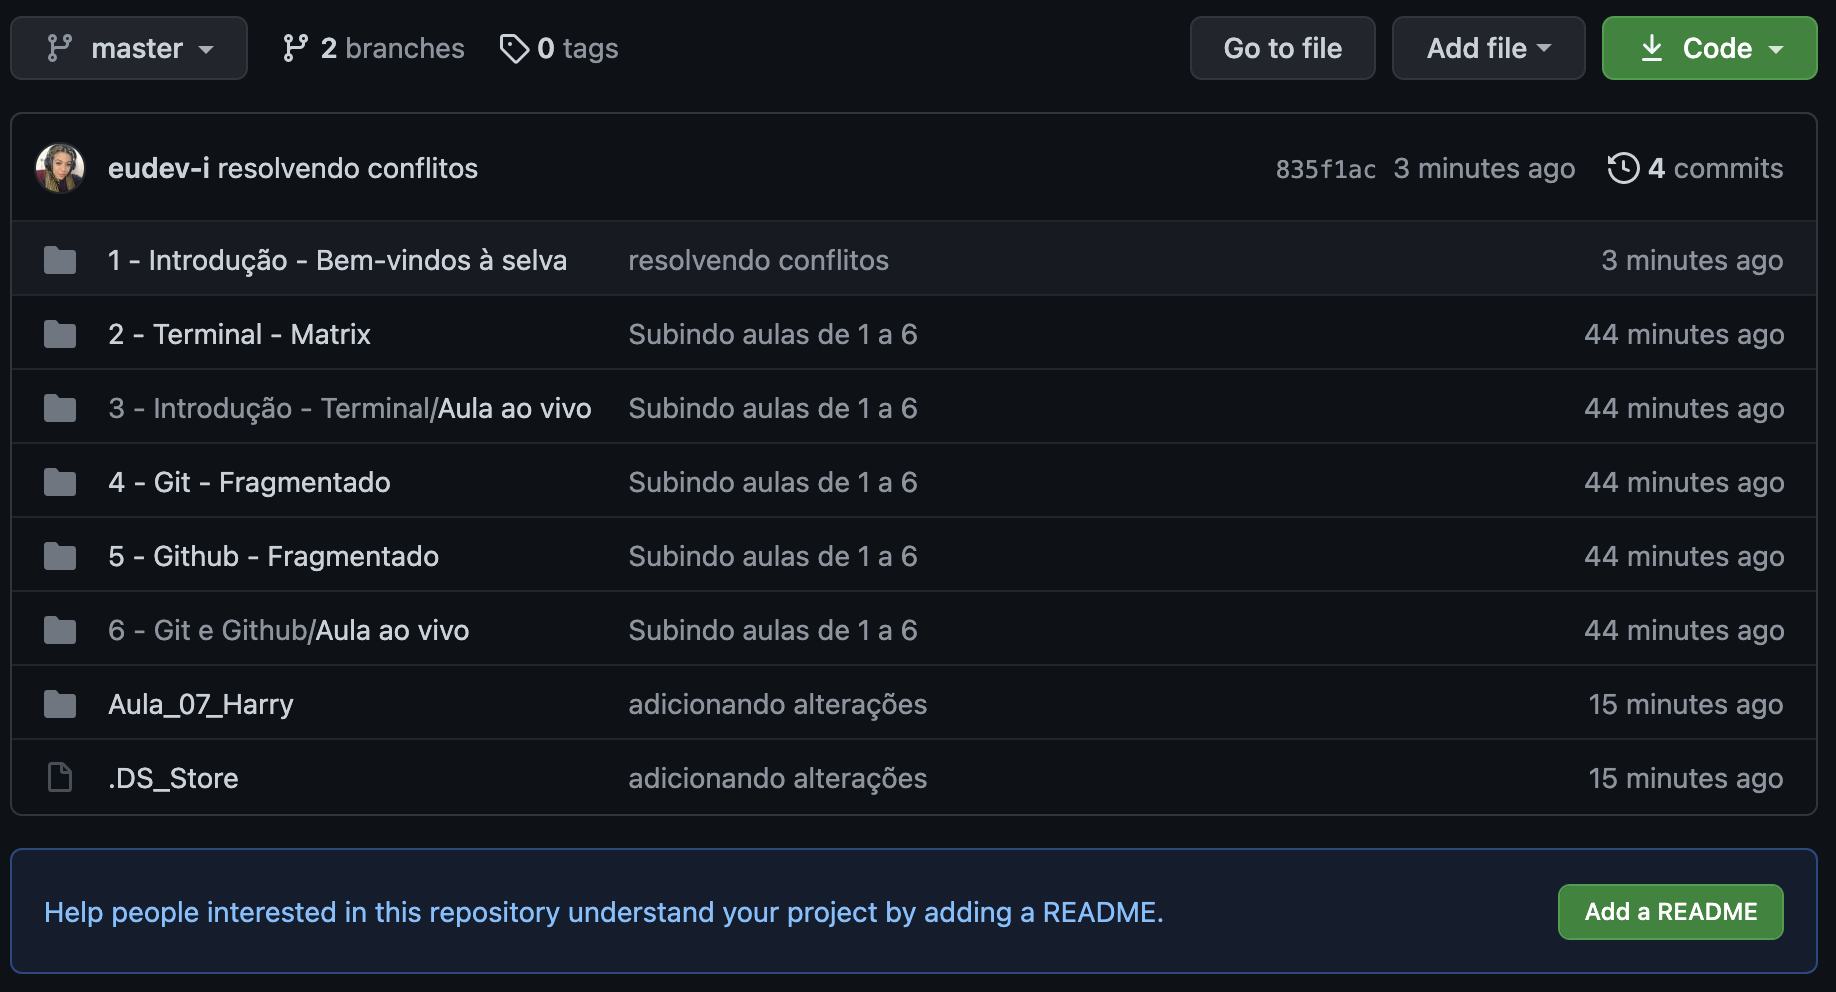 master 2 branches 0 tags Go to file Add file Code
eudev-i resolvendo conflitos 835f1ac 3 minutes ago 4 commits
1 - Introdução - Bem-vindos à selva resolvendo conflitos 3 minutes ago
2 - Terminal - Matrix Subindo aulas de 1 a 6 44 minutes ago
3 - Introdução - Terminal/Aula ao vivo Subindo aulas de 1 a 6 44 minutes ago
4 - Git - Fragmentado Subindo aulas de 1 a 6 44 minutes ago
5 - Github - Fragmentado Subindo aulas de 1 a 6 44 minutes ago
6 - Git e Github/Aula ao vivo Subindo aulas de 1 a 6 44 minutes ago
Aula_07_Harry adicionando alterações 15 minutes ago
.DS_Store adicionando alterações 15 minutes ago
Help people interested in this repository understand your project by adding a README. Add a README